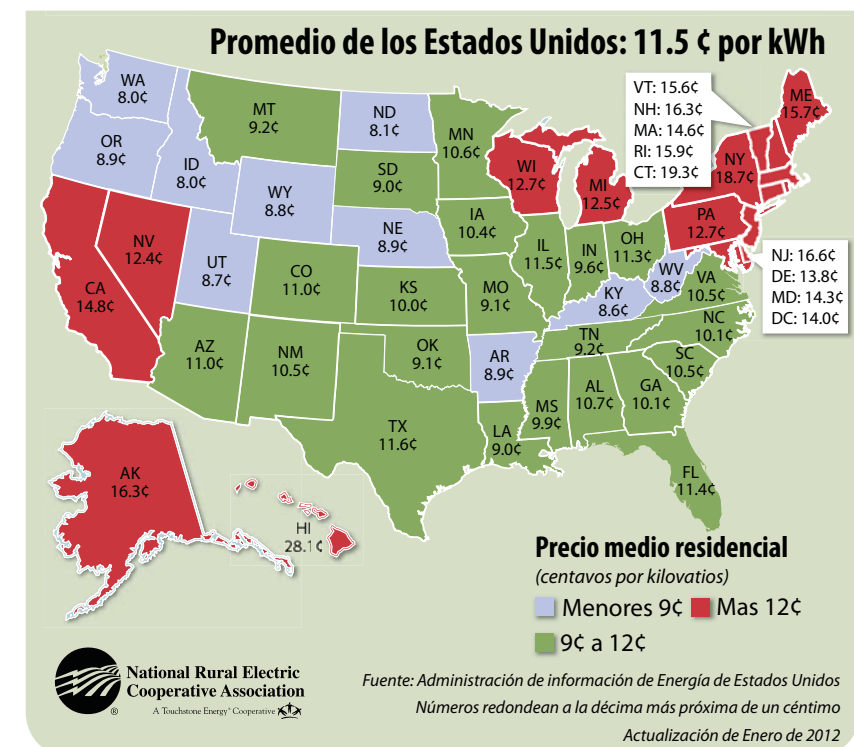 Promedio de los Estados Unidos: 11.5 ¢ por kWh
WA
8.0¢
OR
8.9¢
ID
8.0¢
MT
9.2¢
ND
8.1¢
SD
9.0¢
WY
8.8¢
NE
8.9¢
MN
10.6¢
WI
12.7¢
MI
12.5¢
IA
10.4¢
NV
12.4¢
CA
14.8¢
UT
8.7¢
CO
11.0¢
KS
10.0¢
MO
9.1¢
IL
11.5¢
IN
9.6¢
OH
11.3¢
KY
8.6¢
WV
8.8¢
VA
10.5¢
NC
10.1¢
TN
9.2¢
SC
10.5¢
AZ
11.0¢
NM
10.5¢
OK
9.1¢
AR
8.9¢
TX
11.6¢
LA
9.0¢
MS
9.9¢
AL
10.7¢
GA
10.1¢
FL
11.4¢
PA
12.7¢
NY
18.7¢
ME
15.7¢
VT: 15.6¢
NH: 16.3¢
MA: 14.6¢
RI: 15.9¢
CT: 19.3¢
NJ: 16.6¢
DE: 13.8¢
MD: 14.3¢
DC: 14.0¢
AK
16.3¢
HI
28.1¢
Precio medio residencial
(centavos por kilovatios)
Menores 9¢ Mas 12¢
9¢ a 12¢
National Rural Electric
Cooperative Association
A Touchstone Energy® Cooperative
®
Fuente: Administración de información de Energía de Estados Unidos
Números redondean a la décima más próxima de un céntimo
Actualización de Enero de 2012